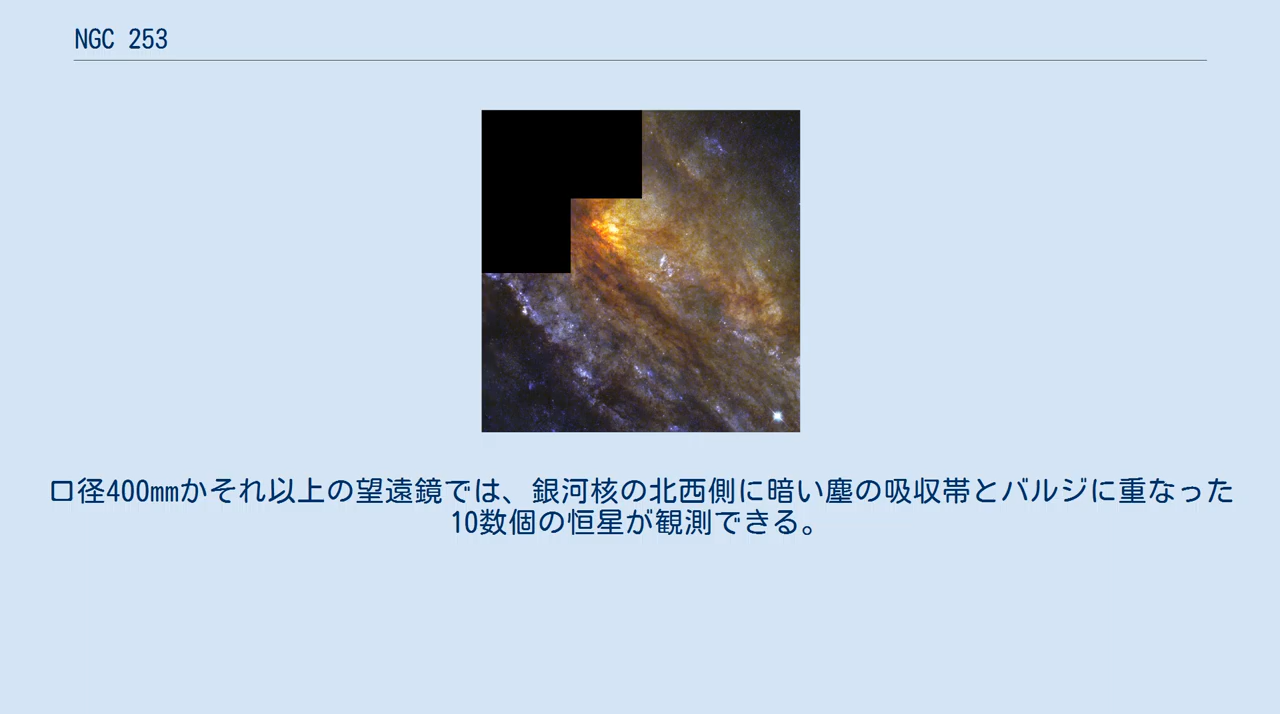 NGC 253
口径400mmかそれ以上の望遠鏡では、銀河核の北西側に暗い塵の吸収帯とバルジに重なった
10数個の恒星が観測できる。